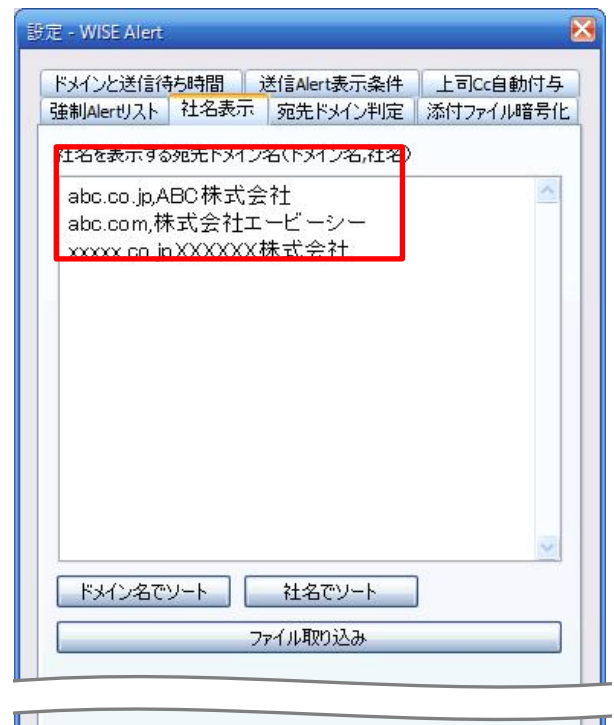 設定 - WISE Alert
ドメインと送信待ち時間 送信Alert表示条件 上司Cc自動付与
強制Alertリスト 社名表示 宛先ドメイン判定 添付ファイル暗号化
社名を表示する宛先ドメイン名(ドメイン名,社名)
abc.co.jp,ABC株式会社
abc.com,株式会社エービーシー
xxxxx.co.jp,XXXXXX株式会社
ドメイン名でソート 社名でソート
ファイル取り込み